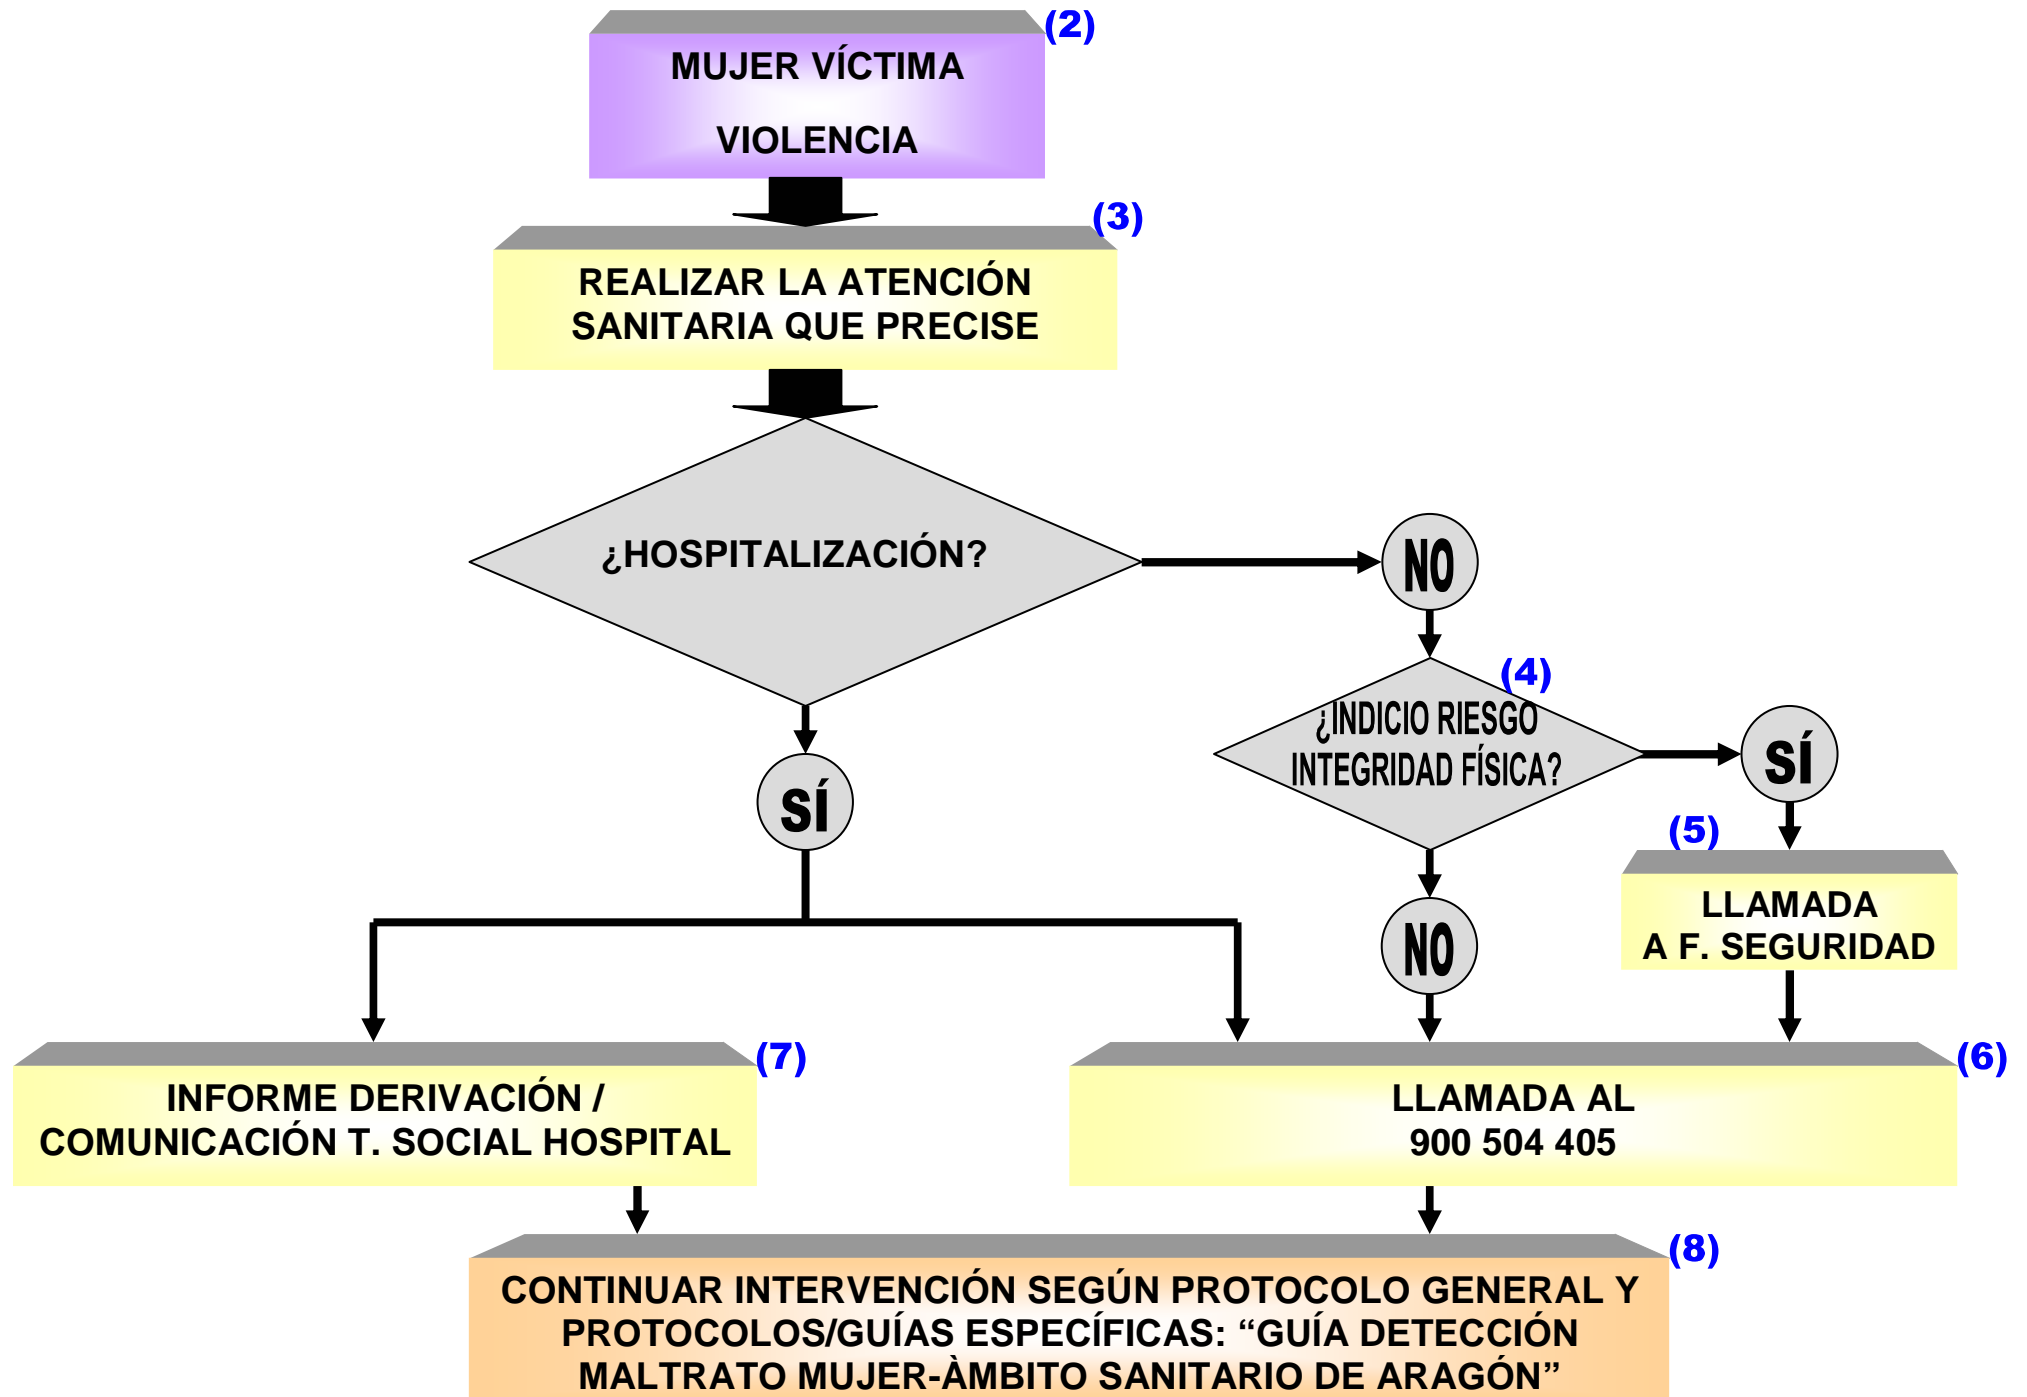 (2)
MUJER VÍCTIMA
VIOLENCIA
(3)
REALIZAR LA ATENCIÓN
SANITARIA QUE PRECISE
¿HOSPITALIZACIÓN?
NO
(4)
¿INDICIO RIESGO
INTEGRIDAD FÍSICA?
SÍ
SÍ
(5)
LLAMADA
A F. SEGURIDAD
NO
(7)
INFORME DERIVACIÓN /
COMUNICACIÓN T. SOCIAL HOSPITAL
(6)
LLAMADA AL
900 504 405
(8)
CONTINUAR INTERVENCIÓN SEGÚN PROTOCOLO GENERAL Y
PROTOCOLOS/GUÍAS ESPECÍFICAS: “GUÍA DETECCIÓN
MALTRATO MUJER-ÀMBITO SANITARIO DE ARAGÓN”